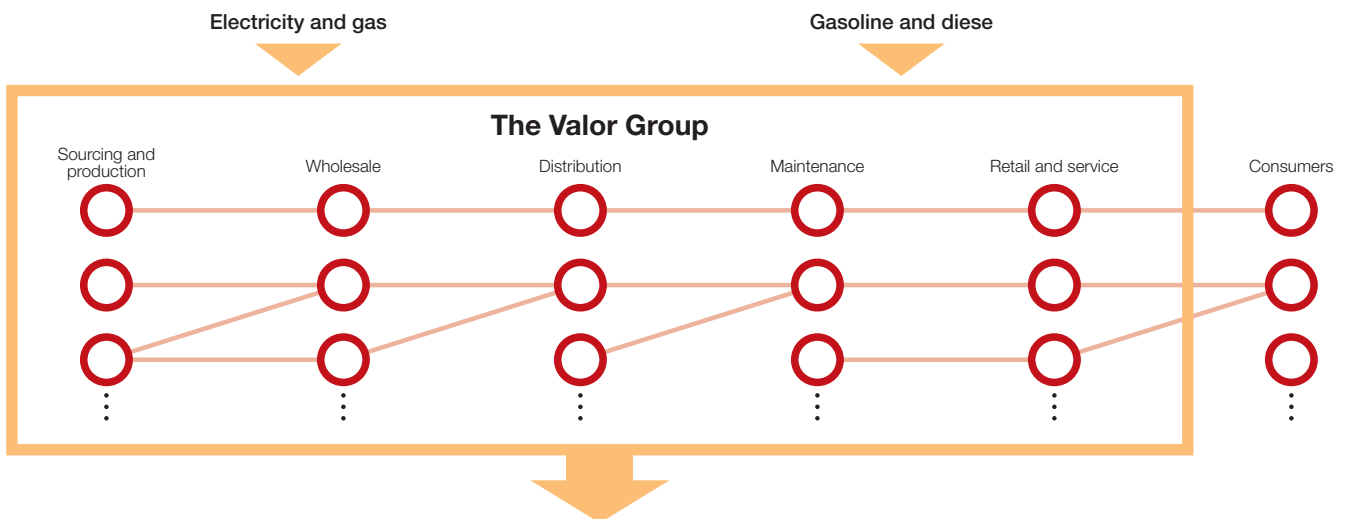 Electricity and gas
Gasoline and diese
The Valor Group
Sourcing and
production
Wholesale
Distribution
Maintenance
Retail and service
Consumers